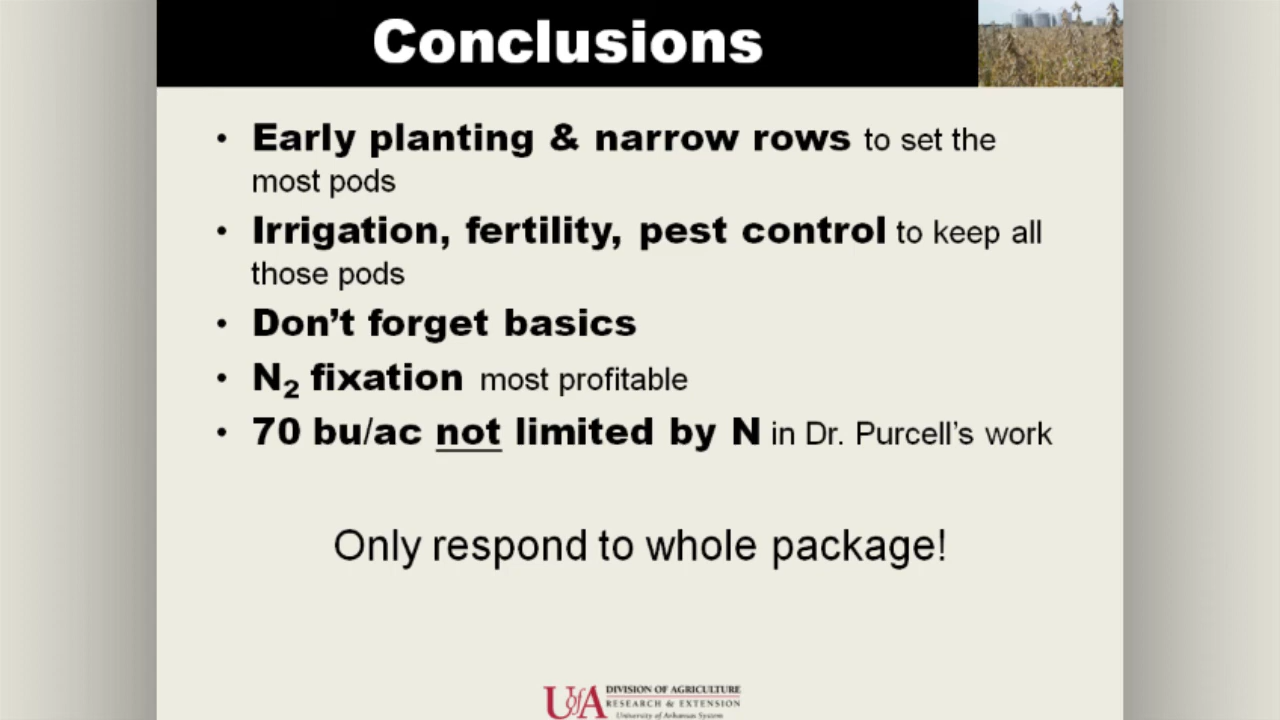 Conclusions
• Early planting & narrow rows to set the
most pods
• Irrigation, fertility, pest control to keep all
those pods
• Don't forget basics
• N₂ fixation most profitable
• 70 bu/ac not limited by N in Dr. Purcell's work
Only respond to whole package!
UofA DIVISION OF AGRICULTURE
RESEARCH & EXTENSION
University of Arkansas System